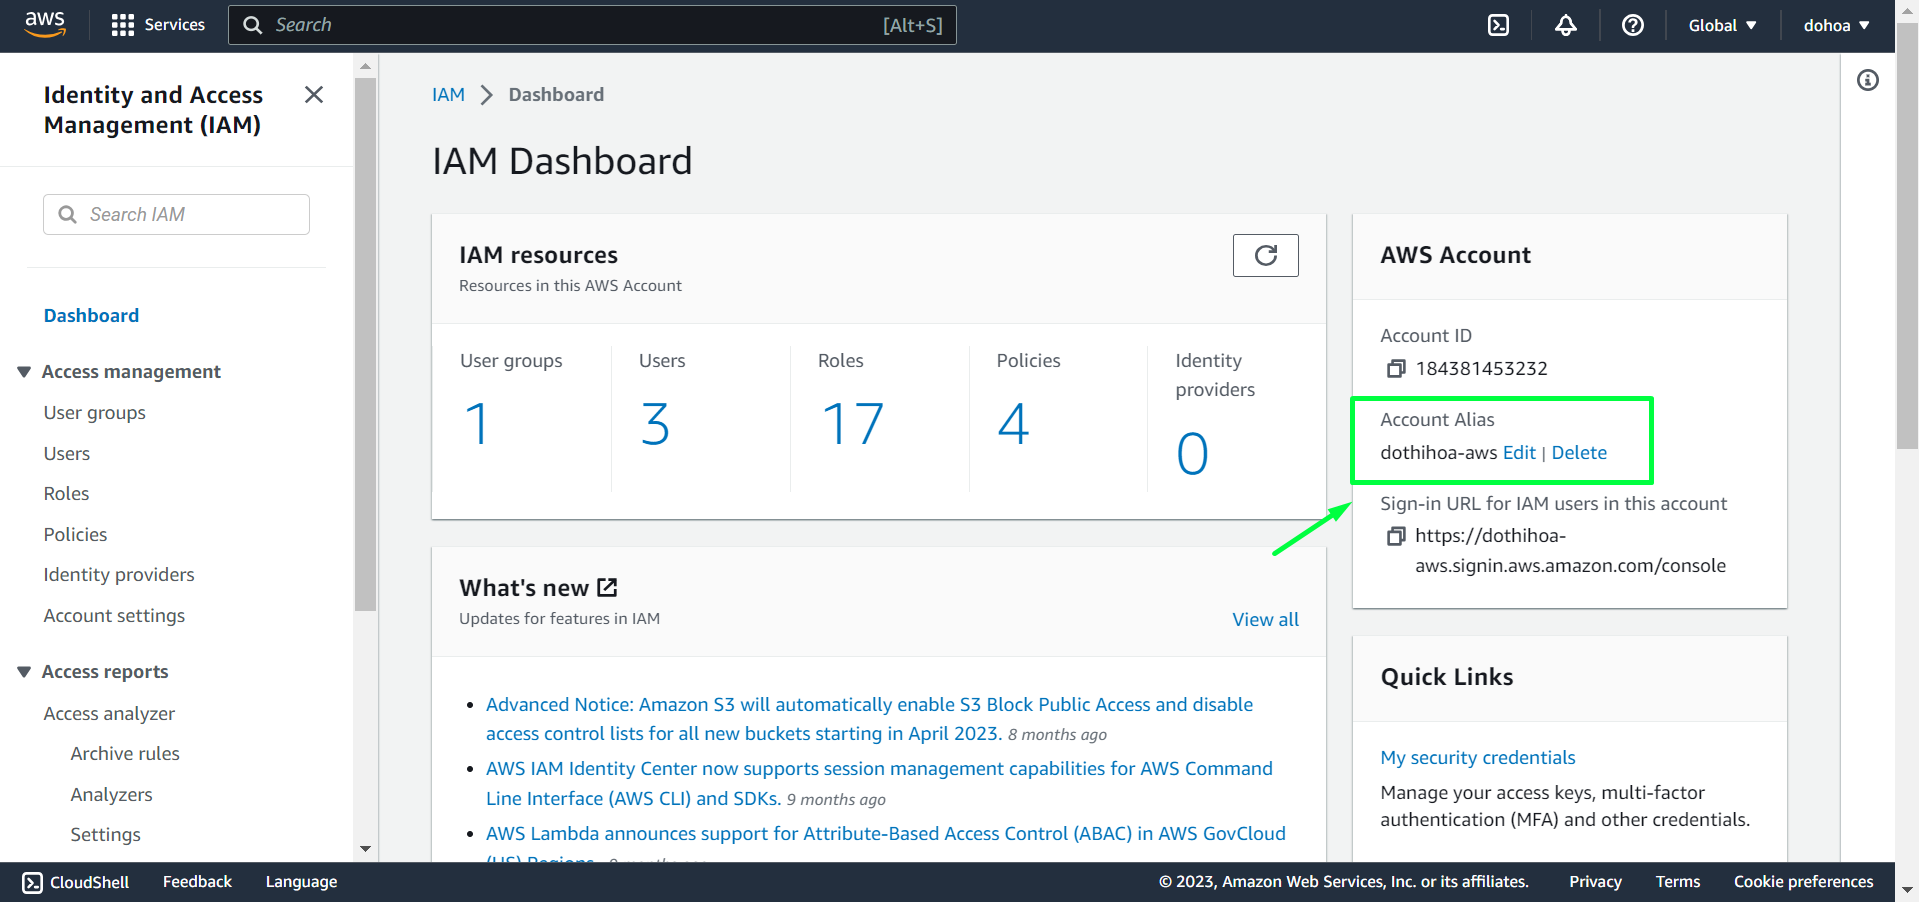 aws
Services
Search
[Alt+S]
Global
dohoa
Identity and Access
Management (IAM)
Search IAM
Dashboard
Access management
User groups
Users
Roles
Policies
Identity providers
Account settings
Access reports
Access analyzer
Archive rules
Analyzers
Settings
IAM
Dashboard
IAM Dashboard
IAM resources
Resources in this AWS Account
User groups
1
Users
3
Roles
17
Policies
4
Identity
providers
0
What's new
Updates for features in IAM
View all
Advanced Notice: Amazon S3 will automatically enable S3 Block Public Access and disable
access control lists for all new buckets starting in April 2023. 8 months ago
AWS IAM Identity Center now supports session management capabilities for AWS Command
Line Interface (AWS CLI) and SDKs. 9 months ago
AWS Lambda announces support for Attribute-Based Access Control (ABAC) in AWS GovCloud
(US) Regions.
AWS Account
Account ID
184381453232
Account Alias
dothihoa-aws Edit | Delete
Sign-in URL for IAM users in this account
https://dothihoa-
aws.signin.aws.amazon.com/console
Quick Links
My security credentials
Manage your access keys, multi-factor
authentication (MFA) and other credentials.
CloudShell
Feedback
Language
© 2023, Amazon Web Services, Inc. or its affiliates.
Privacy
Terms
Cookie preferences